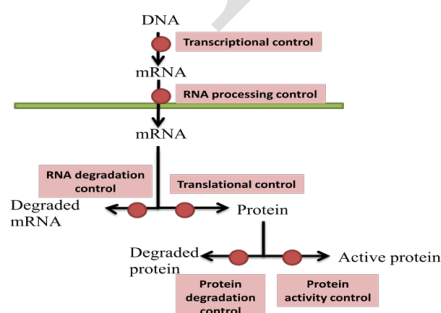 DNA
Transcriptional control
mRNA
RNA processing control
mRNA
RNA degradation
control
Translational control
Degraded
mRNA
Protein
Degraded
protein
Active protein
Protein
degradation
control
Protein
activity control